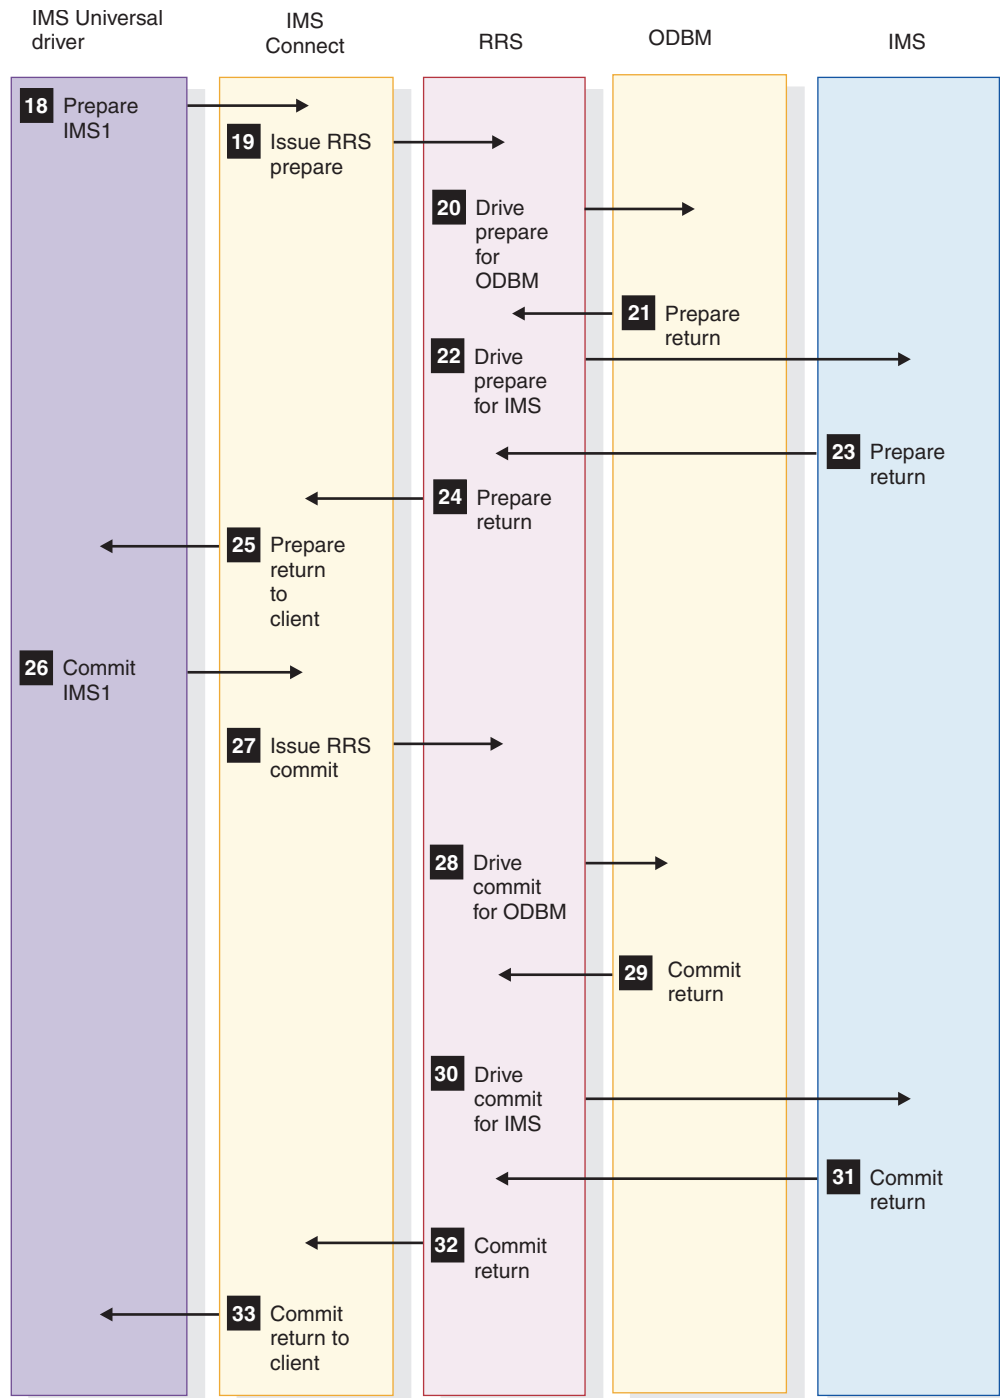 IMS Universal
driver
IMS
Connect
RRS
ODBM
IMS
18 Prepare
IMS1
19 Issue RRS
prepare
20 Drive
prepare
for
ODBM
21 Prepare
return
22 Drive
prepare
for IMS
23 Prepare
return
24 Prepare
return
25 Prepare
return
to
client
26 Commit
IMS1
27 Issue RRS
commit
28 Drive
commit
for ODBM
29 Commit
return
30 Drive
commit
for IMS
31 Commit
return
32 Commit
return
33 Commit
return to
client